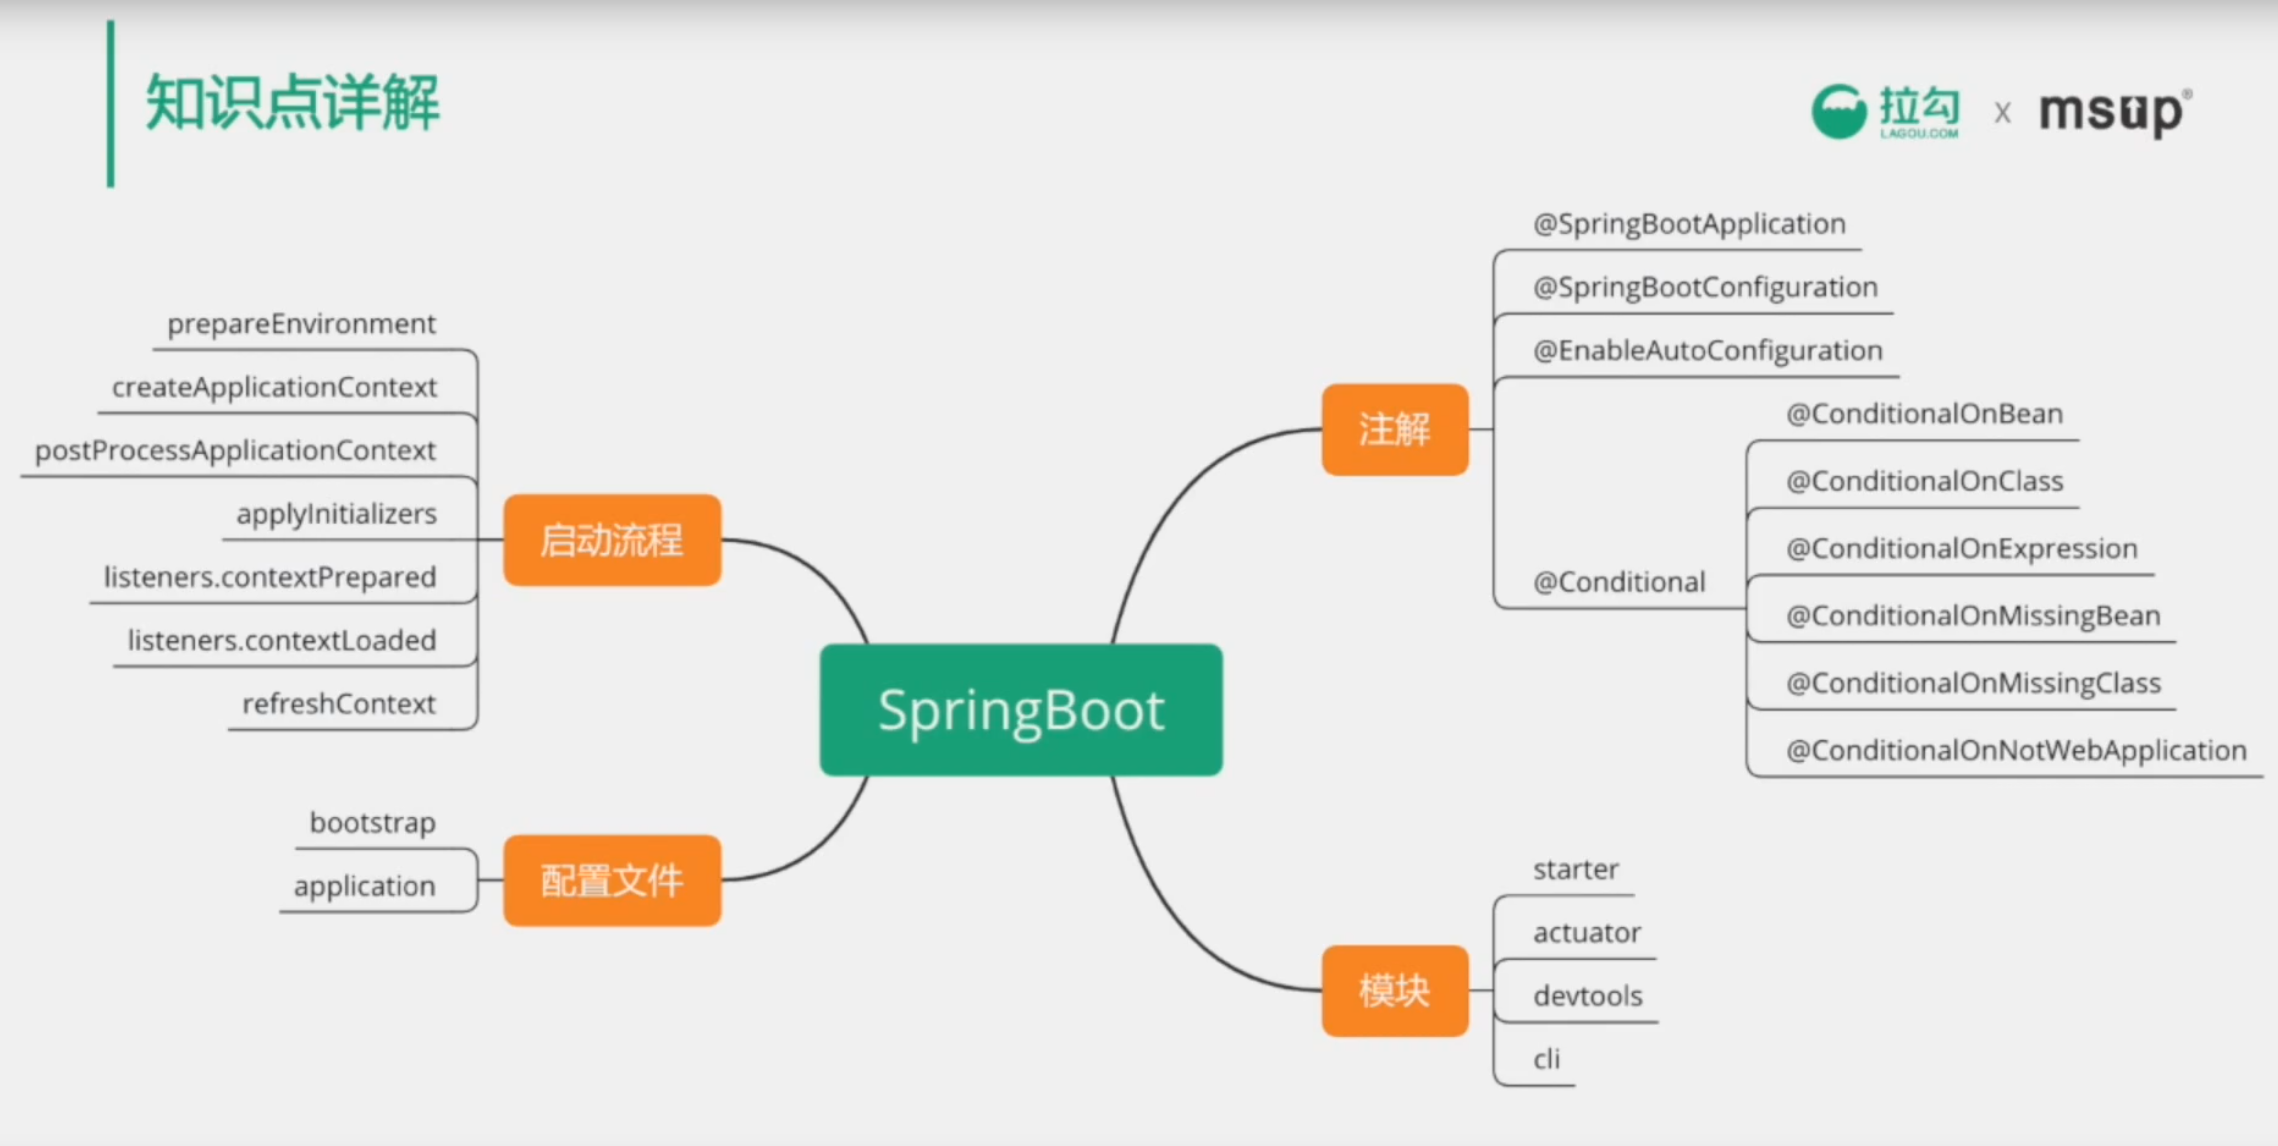 知识点详解
拉勾
LAGOU.COM
x
msup®
prepareEnvironment
createApplicationContext
postProcessApplicationContext
applyInitializers
listeners.contextPrepared
listeners.contextLoaded
refreshContext
启动流程
bootstrap
application
配置文件
SpringBoot
注解
@SpringBootApplication
@SpringBootConfiguration
@EnableAutoConfiguration
@Conditional
@ConditionalOnBean
@ConditionalOnClass
@ConditionalOnExpression
@ConditionalOnMissingBean
@ConditionalOnMissingClass
@ConditionalOnNotWebApplication
模块
starter
actuator
devtools
cli